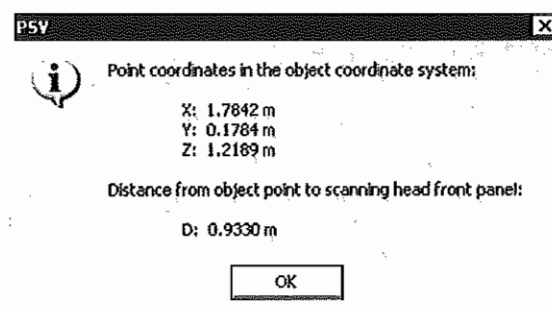 PSV
Point coordinates in the object coordinate system:
X: 1.7842 m
Y: 0.1784 m
Z: 1.2189 m
Distance from object point to scanning head front panel:
D: 0.9330 m
OK